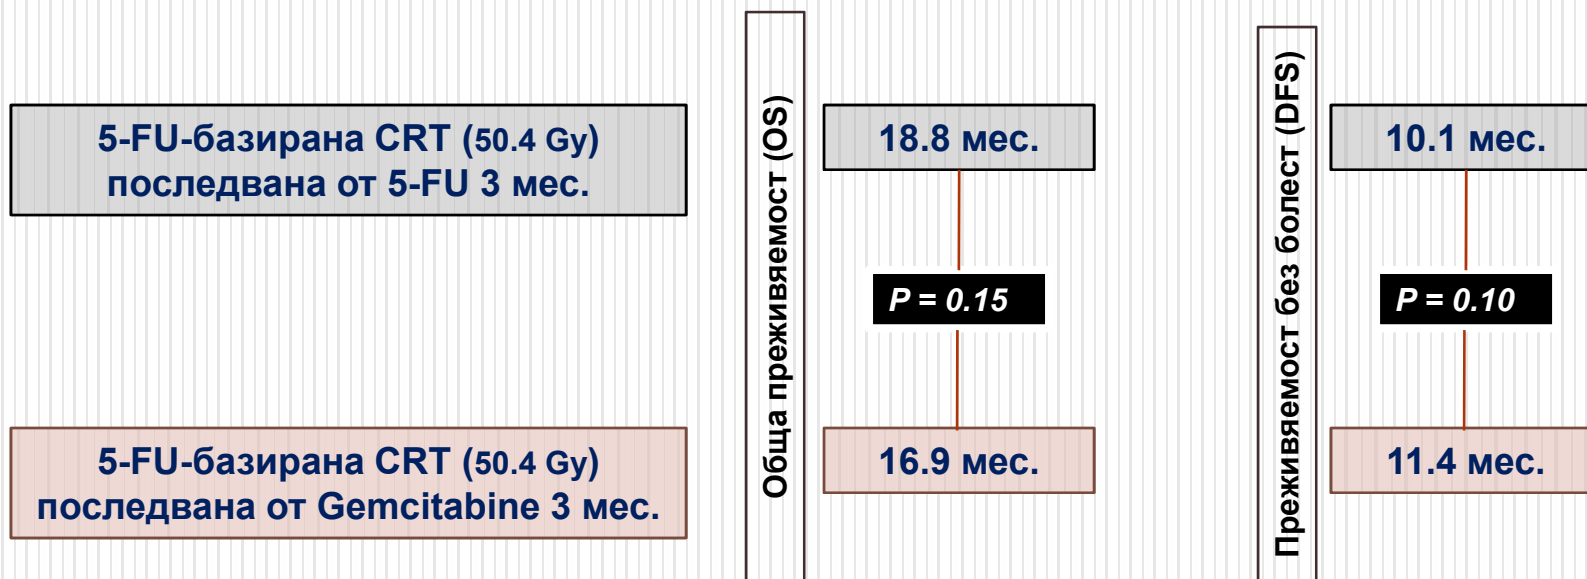 5-FU-базирана CRT (50.4 Gy)
последвана от 5-FU 3 мес.
Обща преживяемост (OS)
18.8 мес.
Преживяемост без болест (DFS)
10.1 мес.
P = 0.15
P = 0.10
5-FU-базирана CRT (50.4 Gy)
последвана от Gemcitabine 3 мес.
16.9 мес.
11.4 мес.